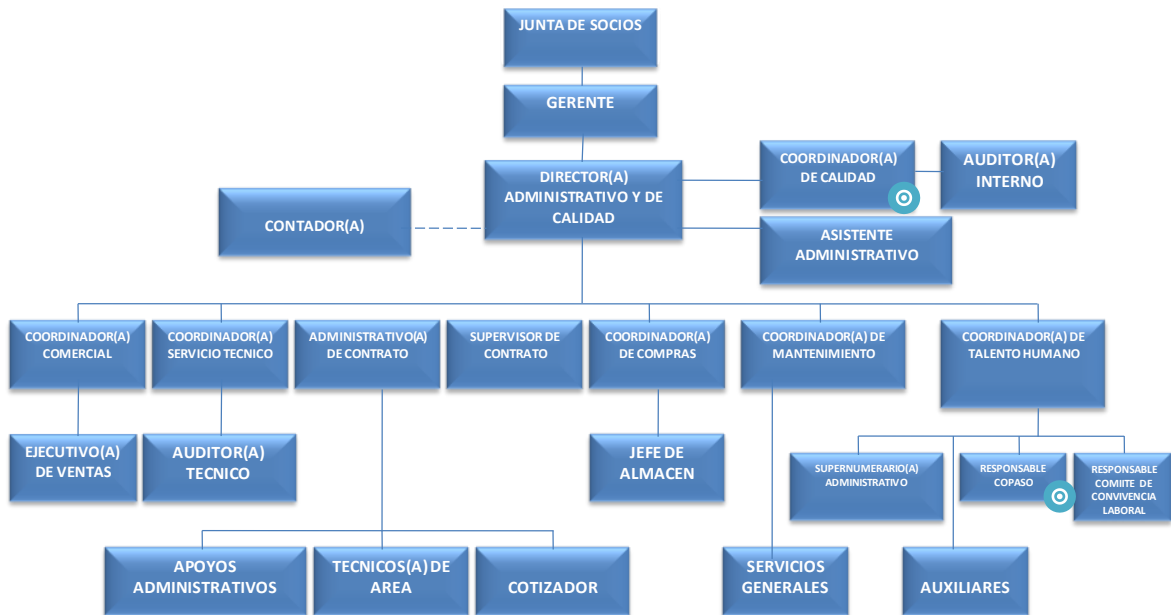 JUNTA DE SOCIOS
GERENTE
DIRECTOR(A)
ADMINISTRATIVO Y DE
CALIDAD
COORDINADOR(A)
DE CALIDAD
AUDITOR(A)
INTERNO
CONTADOR(A)
ASISTENTE
ADMINISTRATIVO
COORDINADOR(A)
COMERCIAL
COORDINADOR(A)
SERVICIO TECNICO
ADMINISTRATIVO(A)
DE CONTRATO
SUPERVISOR DE
CONTRATO
COORDINADOR(A)
DE COMPRAS
COORDINADOR(A) DE
MANTENIMIENTO
COORDINADOR(A) DE
TALENTO HUMANO
EJECUTIVO(A)
DE VENTAS
AUDITOR(A)
TECNICO
JEFE DE
ALMACEN
SUPERNUMERARIO(A)
ADMINISTRATIVO
RESPONSABLE
COPASO
RESPONSABLE
COMIITE DE
CONVIVENCIA
LABORAL
APOYOS
ADMINISTRATIVOS
TECNICOS(A) DE
AREA
COTIZADOR
SERVICIOS
GENERALES
AUXILIARES